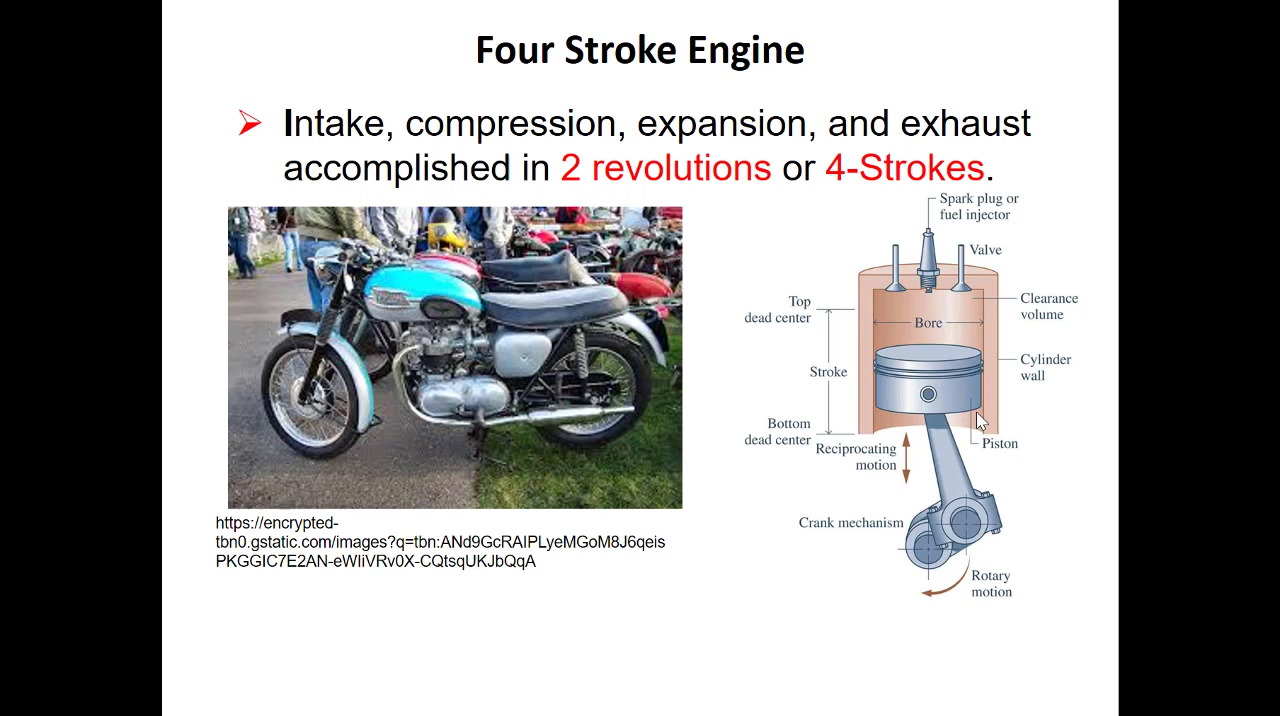 Four Stroke Engine
➢ Intake, compression, expansion, and exhaust
accomplished in 2 revolutions or 4-Strokes.
Spark plug or
fuel injector
Valve
Top
dead center
Clearance
volume
Bore
Cylinder
wall
Stroke
Bottom
dead center
Reciprocating
motion
Piston
Crank mechanism
Rotary
motion
https://encrypted-
tbn0.gstatic.com/images?q=tbn:ANd9GcRAIPLyeMGoM8J6qeis
PKGGIC7E2AN-eWIiVRv0X-CQtsqUKJbQqA